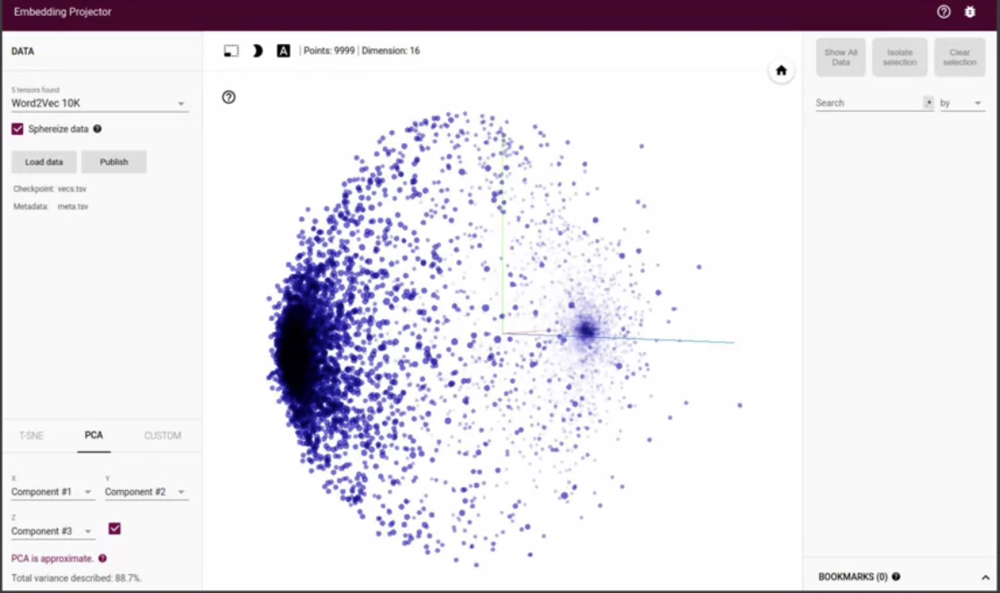 Embedding Projector
DATA
5 tensors found
Word2Vec 10K
Sphereize data
Load data
Publish
Checkpoint: vecs.tsv
Metadata: meta.tsv
T-SNE
PCA
CUSTOM
X
Component #1
Y
Component #2
Z
Component #3
PCA is approximate.
Total variance described: 88.7%.
A
Points: 9999 | Dimension: 16
Show All
Data
Isolate
selection
Clear
selection
Search
.*
by
BOOKMARKS (0)